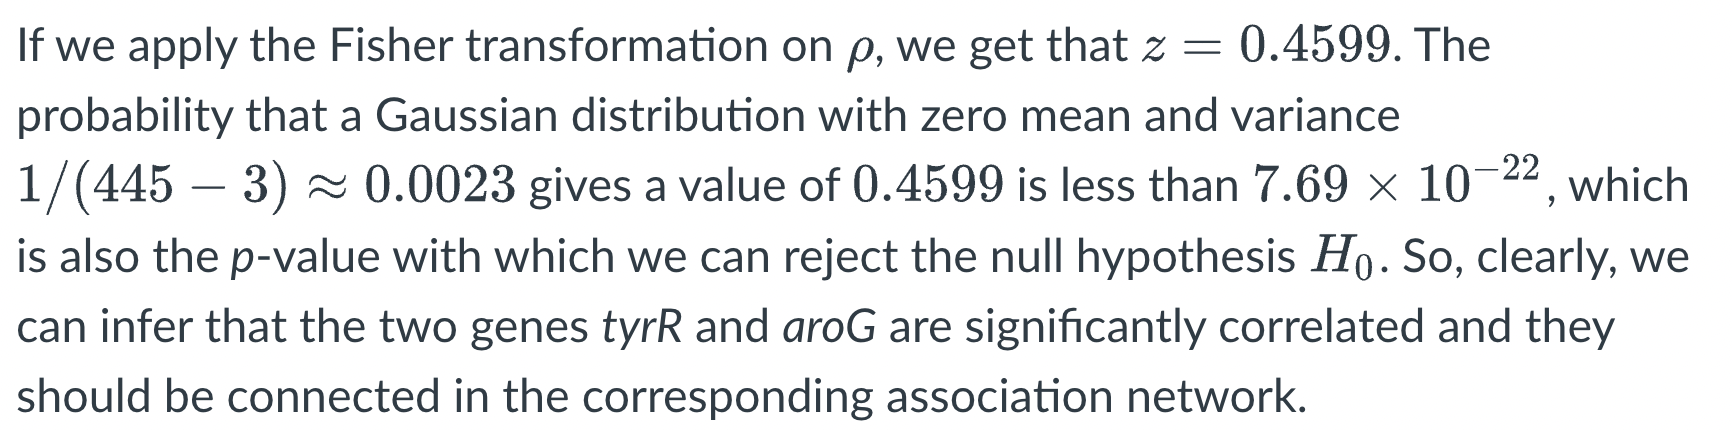 If we apply the Fisher transformation on ρ, we get that z = 0.4599. The
probability that a Gaussian distribution with zero mean and variance
1/(445 − 3) ≈ 0.0023 gives a value of 0.4599 is less than 7.69 × 10⁻²², which
is also the p-value with which we can reject the null hypothesis H₀. So, clearly, we
can infer that the two genes tyrR and aroG are significantly correlated and they
should be connected in the corresponding association network.